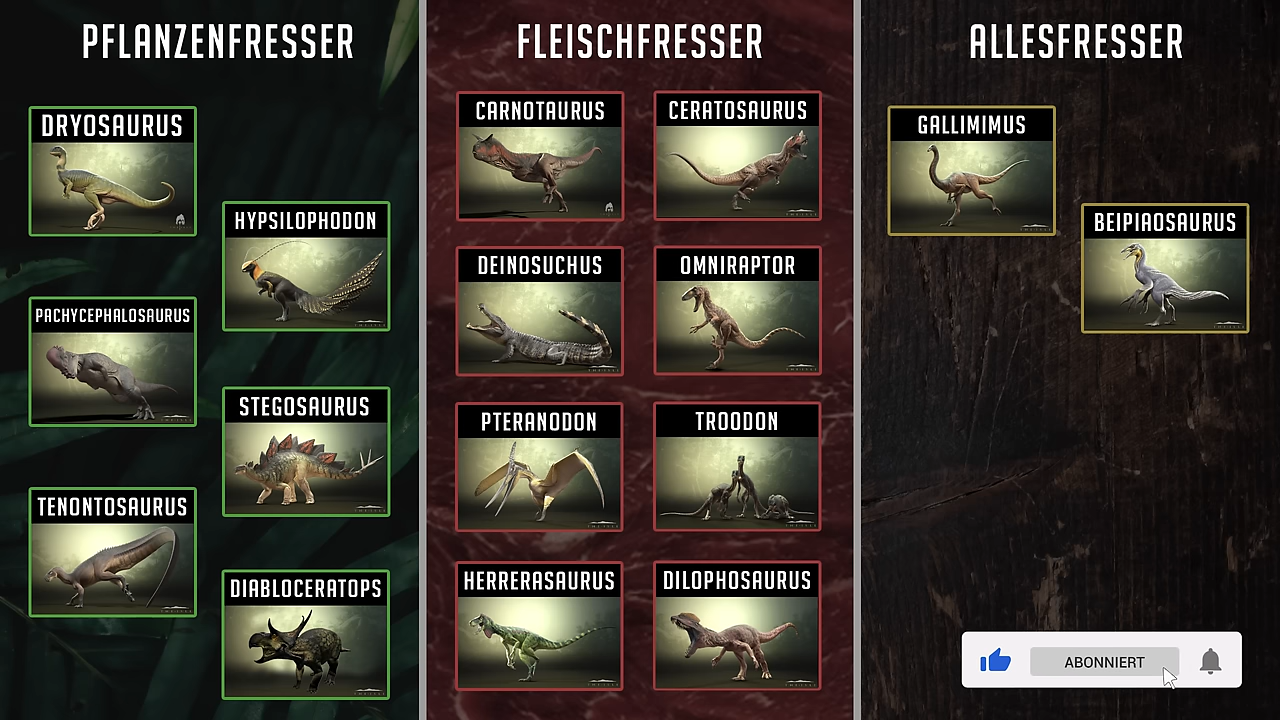 PFLANZENFRESSER
DRYOSAURUS
HYPSILOPHODON
PACHYCEPHALOSAURUS
STEGOSAURUS
TENONTOSAURUS
DIABLOCERATOPS
FLEISCHFRESSER
CARNOTAURUS
CERATOSAURUS
DEINOSUCHUS
OMNIRAPTOR
PTERANODON
TROODON
HERRERASAURUS
DILOPHOSAURUS
ALLESFRESSER
GALLIMIMUS
BEIPIAOSAURUS
ABONNIERT